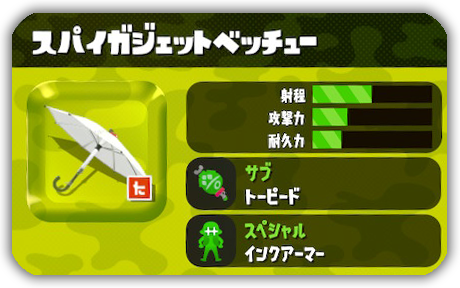 スパイガジェットベッチュー
射程
攻撃力
耐久力
た
サブ
トーピード
スペシャル
インクアーマー